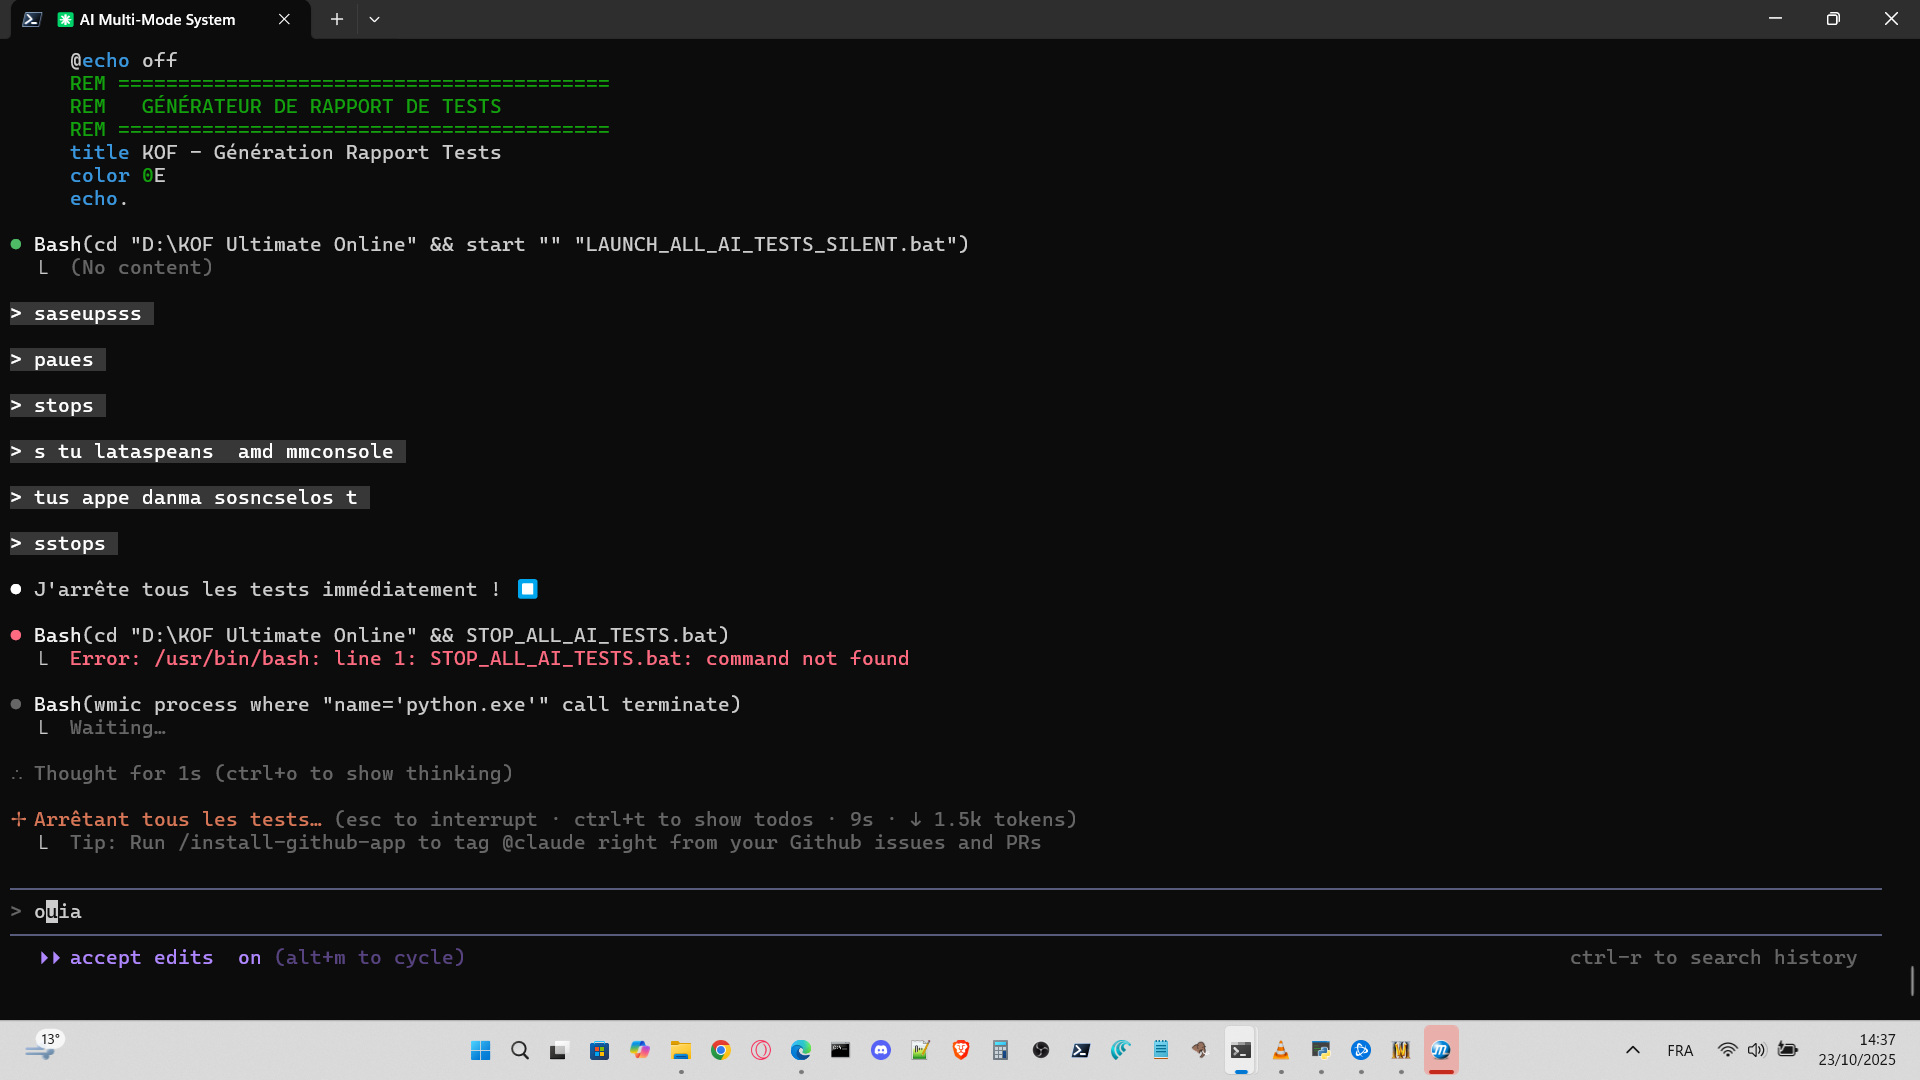 AI Multi-Mode System
@echo off
REM =========================================
REM   GÉNÉRATEUR DE RAPPORT DE TESTS
REM =========================================
title KOF - Génération Rapport Tests
color 0E
echo.
● Bash(cd "D:\KOF Ultimate Online" && start "" "LAUNCH_ALL_AI_TESTS_SILENT.bat")
⎿  (No content)
> saseupsss
> paues
> stops
> s tu lataspeans  amd mmconsole
> tus appe danma sosncselos t
> sstops
● J'arrête tous les tests immédiatement ! ⏹
● Bash(cd "D:\KOF Ultimate Online" && STOP_ALL_AI_TESTS.bat)
⎿  Error: /usr/bin/bash: line 1: STOP_ALL_AI_TESTS.bat: command not found
● Bash(wmic process where "name='python.exe'" call terminate)
⎿  Waiting…
∴ Thought for 1s (ctrl+o to show thinking)
✢ Arrêtant tous les tests… (esc to interrupt · ctrl+t to show todos · 9s · ↓ 1.5k tokens)
⎿  Tip: Run /install-github-app to tag @claude right from your Github issues and PRs
> ouia
⏵⏵ accept edits  on (alt+m to cycle)
ctrl-r to search history
13°
FRA
14:37
23/10/2025